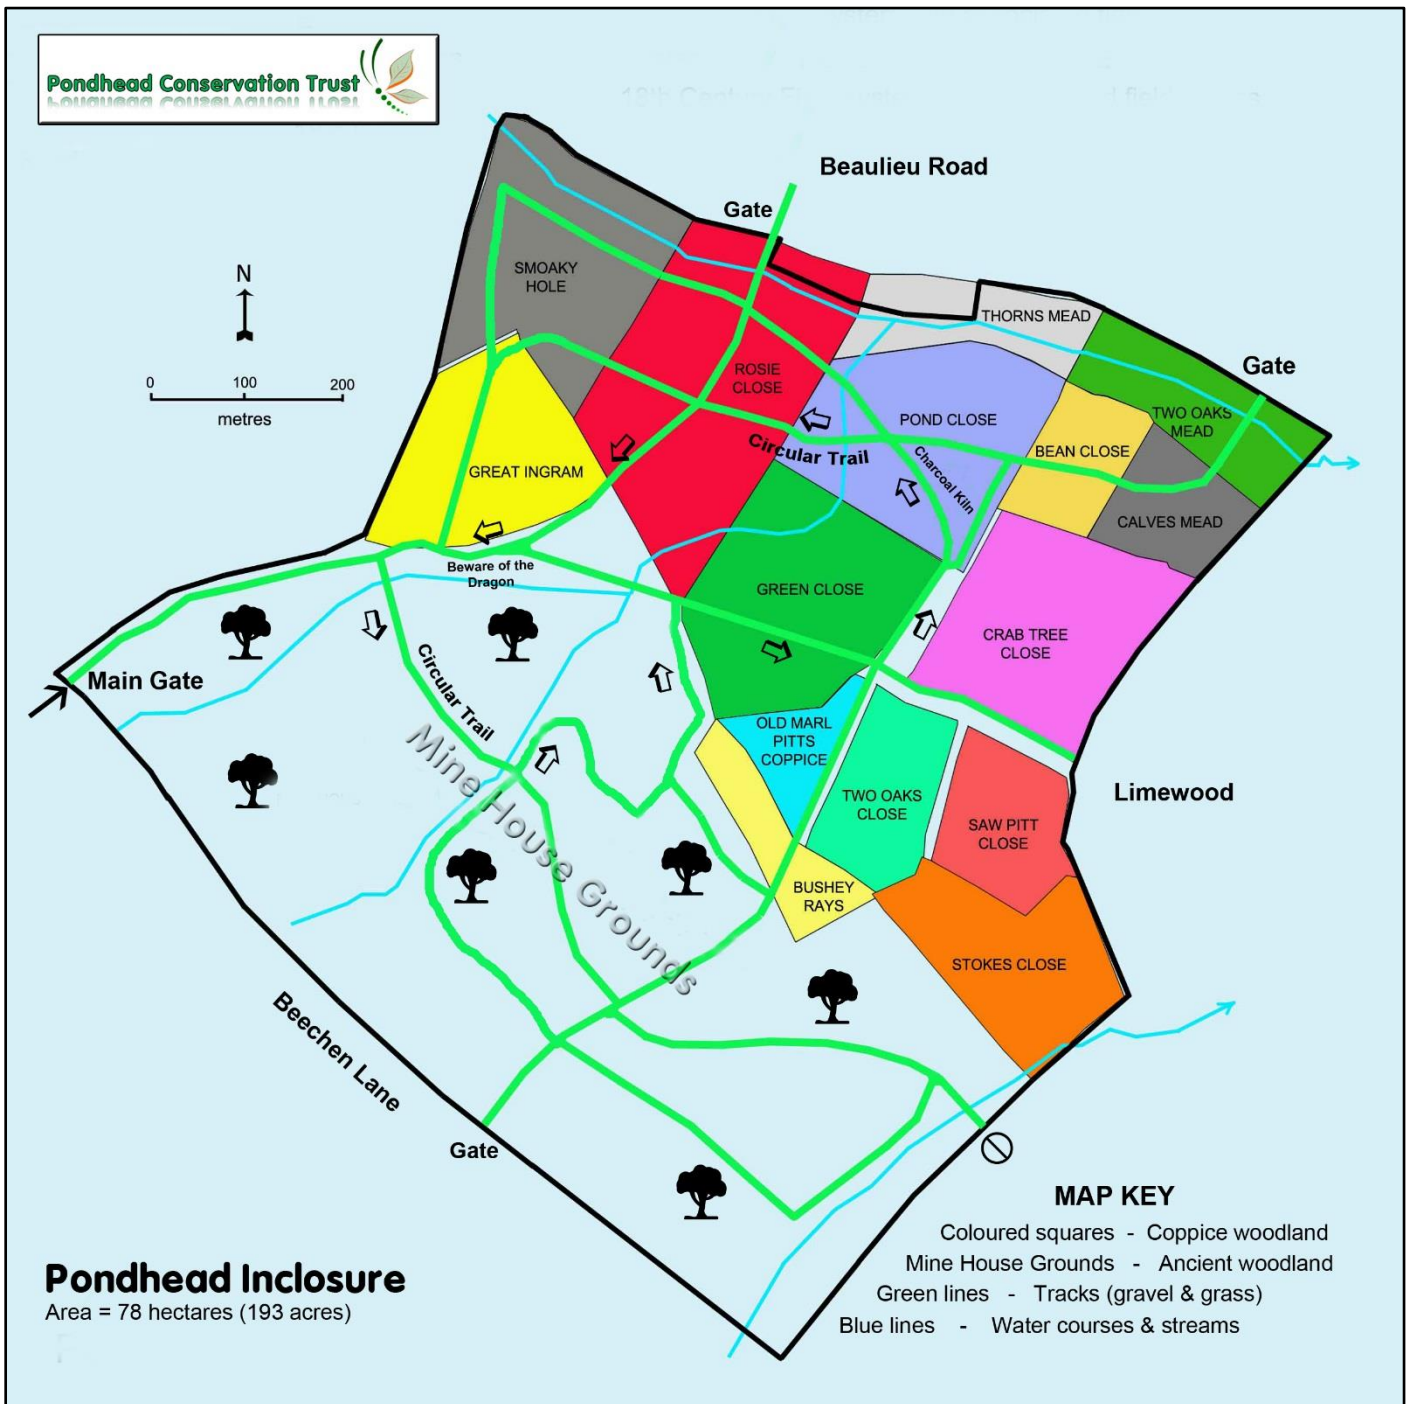 Pondhead Conservation Trust
Beaulieu Road
Gate
N
0 100 200
metres
SMOAKY
HOLE
THORNS MEAD
Gate
ROSIE
CLOSE
POND CLOSE
TWO OAKS
MEAD
BEAN CLOSE
Circular Trail
Charcoal Kiln
GREAT INGRAM
CALVES MEAD
Beware of the
Dragon
GREEN CLOSE
CRAB TREE
CLOSE
Main Gate
Circular Trail
Mine House Grounds
OLD MARL
PITTS
COPPICE
TWO OAKS
CLOSE
Limewood
SAW PITT
CLOSE
BUSHEY
RAYS
STOKES CLOSE
Beechen Lane
Gate
MAP KEY
Coloured squares - Coppice woodland
Mine House Grounds - Ancient woodland
Green lines - Tracks (gravel & grass)
Blue lines - Water courses & streams
Pondhead Inclosure
Area = 78 hectares (193 acres)